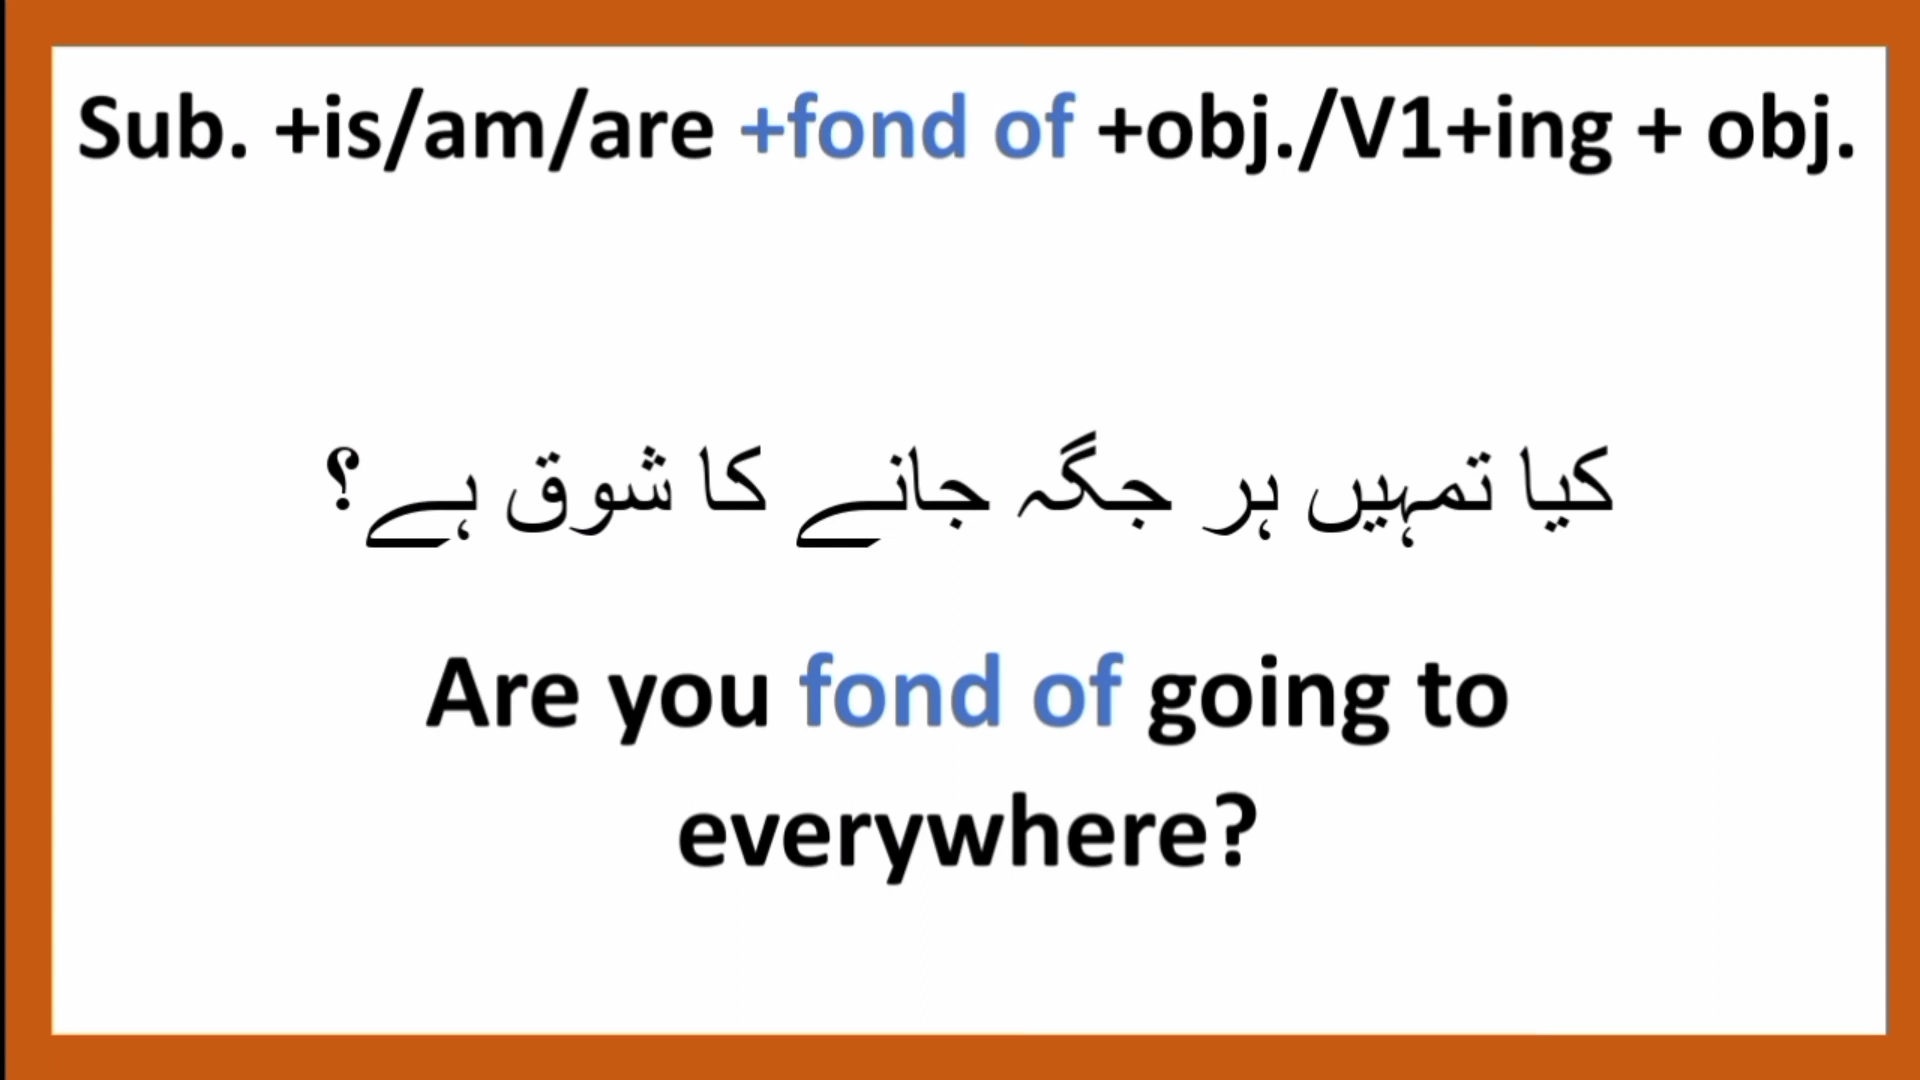 Sub. +is/am/are +fond of +obj./V1+ing + obj.
کیا تمہیں ہر جگہ جانے کا شوق ہے؟
Are you fond of going to
everywhere?